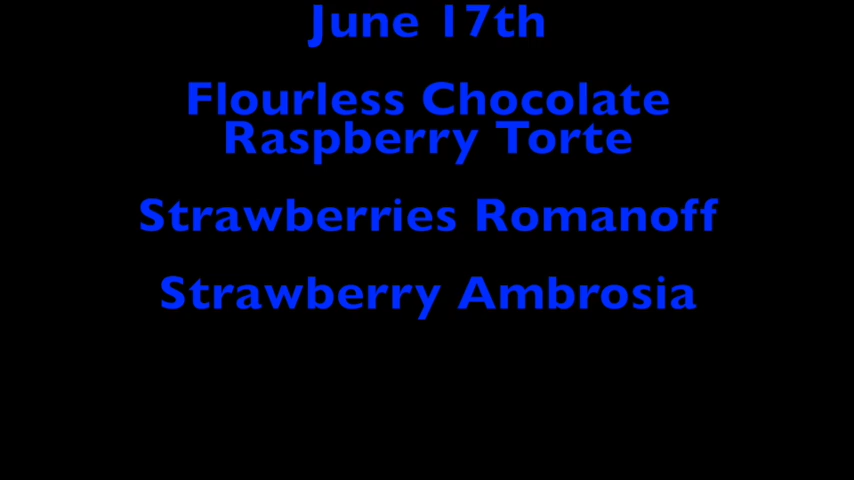 June 17th
Flourless Chocolate
Raspberry Torte
Strawberries Romanoff
Strawberry Ambrosia